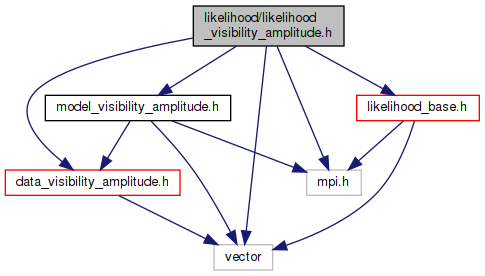 likelihood/likelihood
_visibility_amplitude.h
model_visibility_amplitude.h
likelihood_base.h
data_visibility_amplitude.h
mpi.h
vector